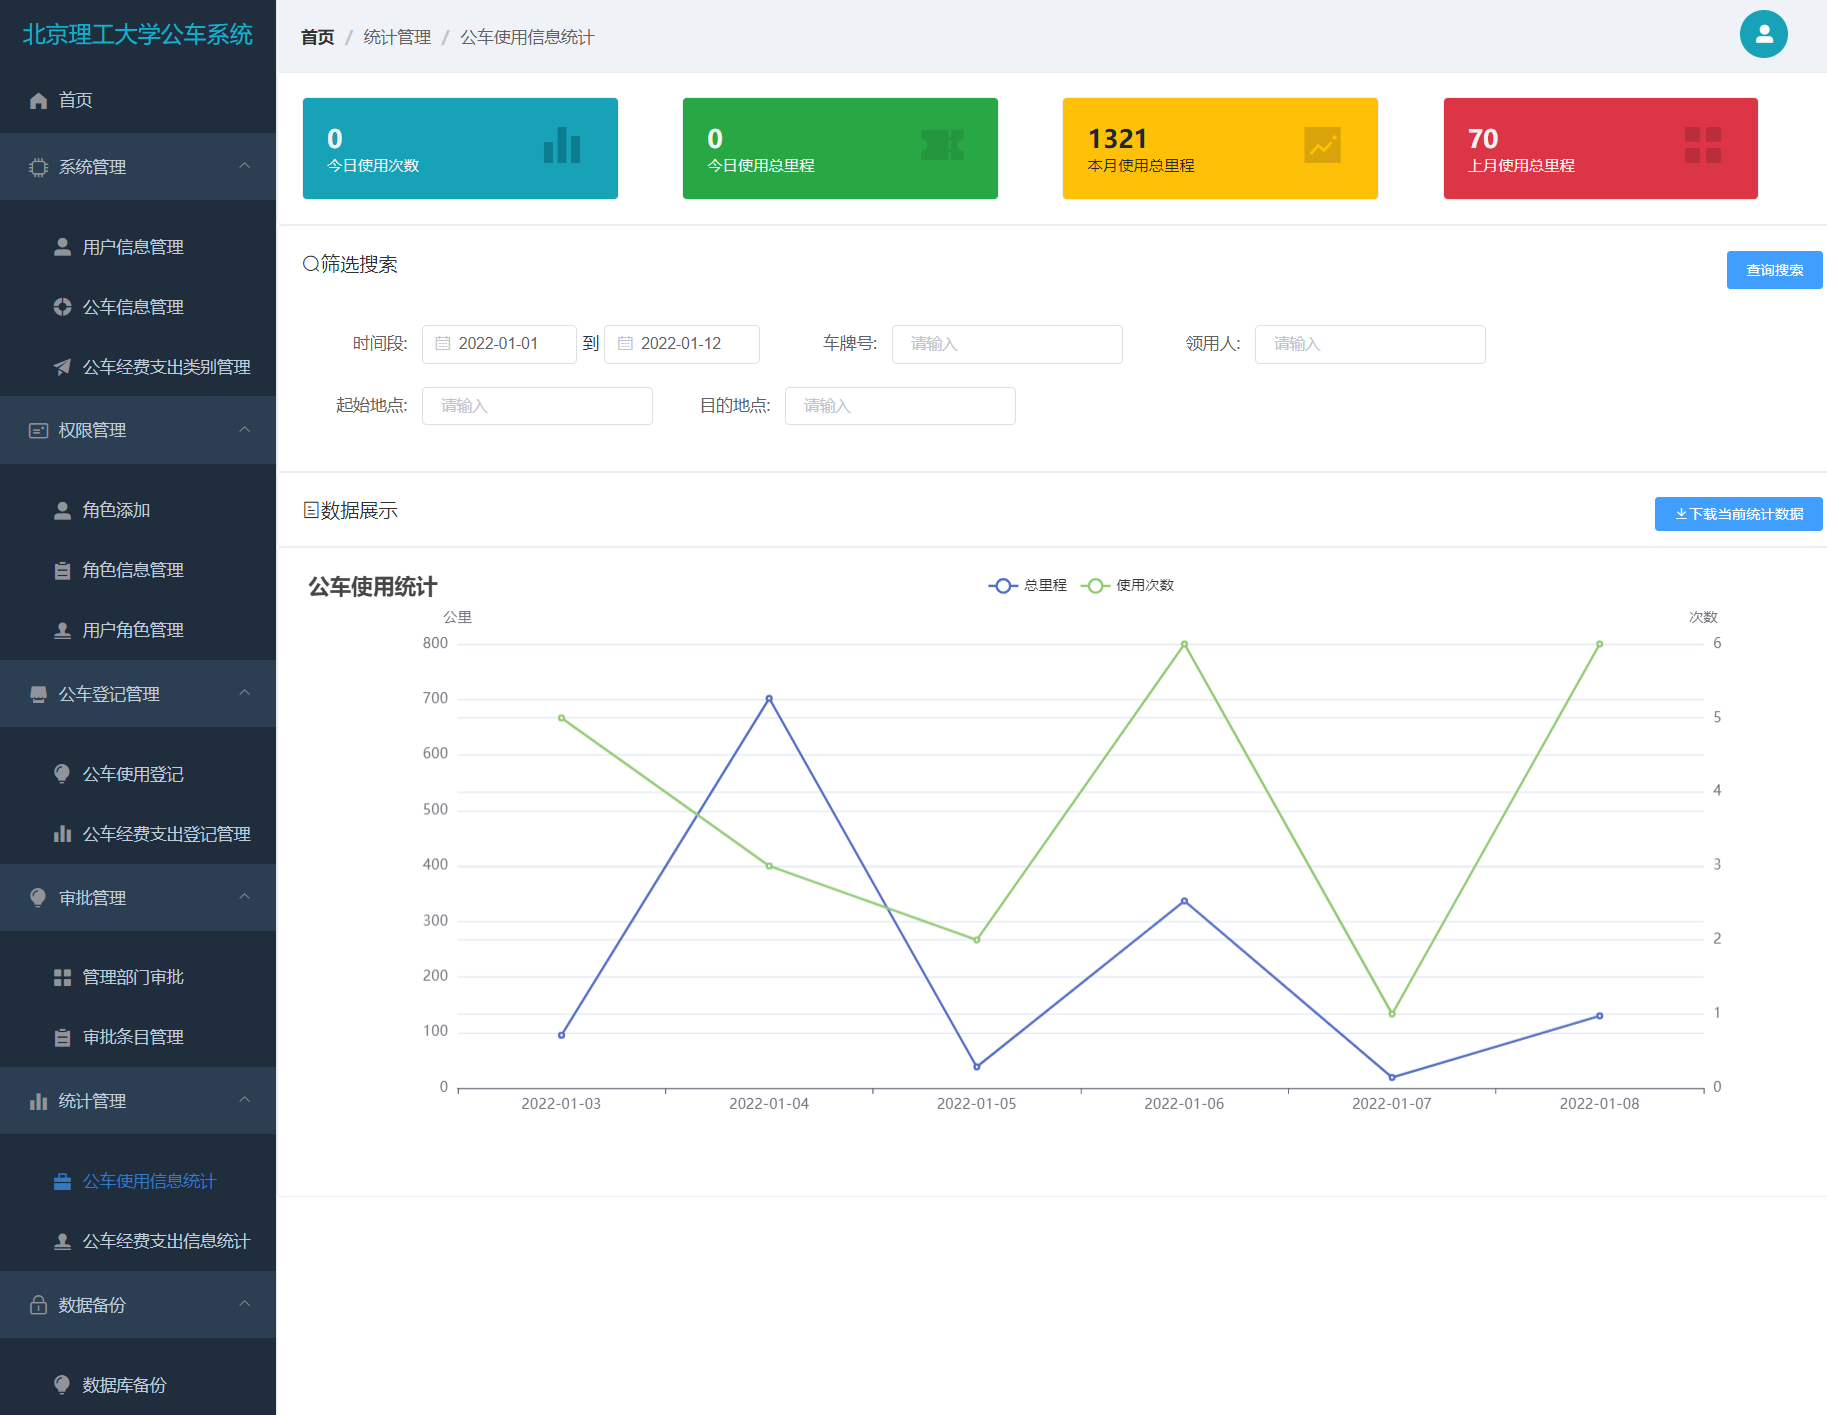 北京理工大学公车系统
首页
系统管理
用户信息管理
公车信息管理
公车经费支出类别管理
权限管理
角色添加
角色信息管理
用户角色管理
公车登记管理
公车使用登记
公车经费支出登记管理
审批管理
管理部门审批
审批条目管理
统计管理
公车使用信息统计
公车经费支出信息统计
数据备份
数据库备份
首页 / 统计管理 / 公车使用信息统计
0
今日使用次数
0
今日使用总里程
1321
本月使用总里程
70
上月使用总里程
筛选搜索
查询搜索
时间段: 2022-01-01 到 2022-01-12 车牌号: 请输入 领用人: 请输入
起始地点: 请输入 目的地点: 请输入
数据展示
下载当前统计数据
公车使用统计
总里程 使用次数
公里
次数
800
700
600
500
400
300
200
100
0
6
5
4
3
2
1
0
2022-01-03 2022-01-04 2022-01-05 2022-01-06 2022-01-07 2022-01-08